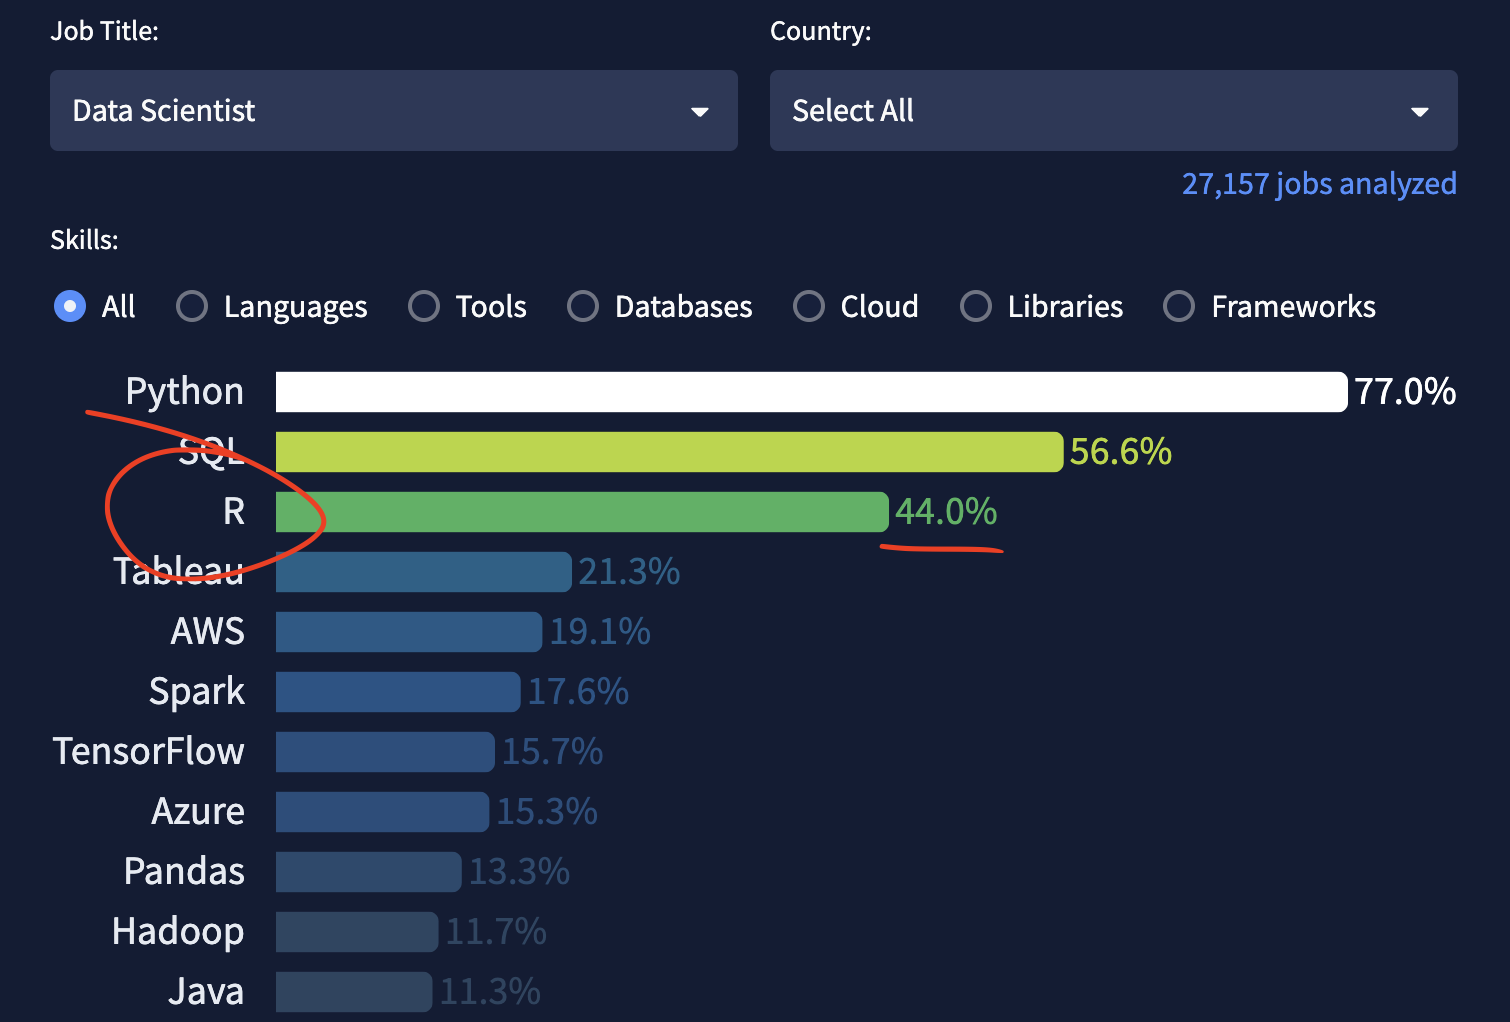 Job Title:
Country:
Data Scientist
Select All
27,157 jobs analyzed
Skills:
All Languages Tools Databases Cloud Libraries Frameworks
Python 77.0%
SQL 56.6%
R 44.0%
Tableau 21.3%
AWS 19.1%
Spark 17.6%
TensorFlow 15.7%
Azure 15.3%
Pandas 13.3%
Hadoop 11.7%
Java 11.3%